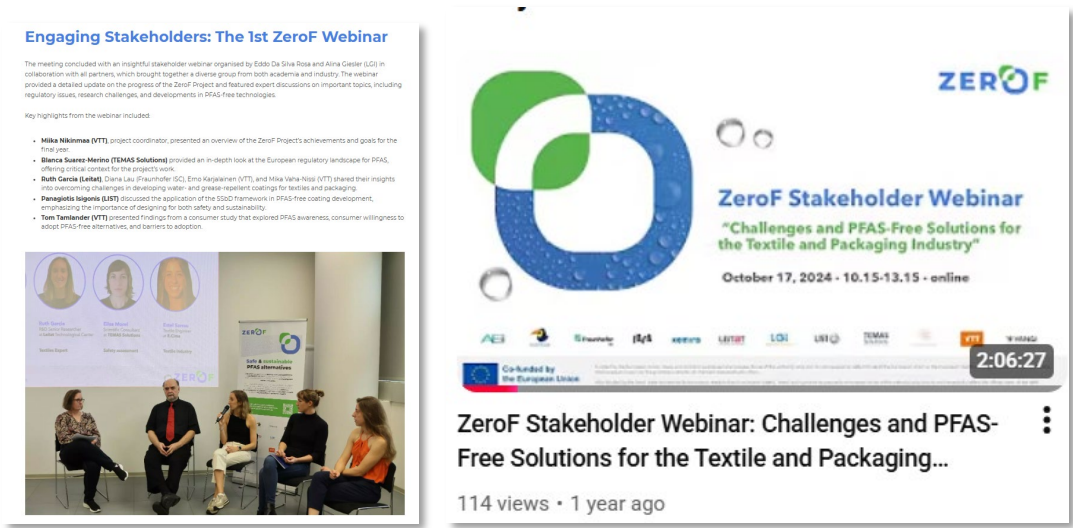 Engaging Stakeholders: The 1st ZeroF Webinar
The meeting concluded with an insightful stakeholder webinar organised by Eddo Da Silva Rosa and Alina Giesler (LGI) in
collaboration with all partners, which brought together a diverse group from both academia and industry. The webinar
provided a detailed update on the progress of the ZeroF Project and featured expert discussions on important topics, including
regulatory issues, research challenges, and developments in PFAS-free technologies.
Key highlights from the webinar included:
• Miika Nikinmaa (VTT), project coordinator, presented an overview of the ZeroF Project's achievements and goals for the
final year.
• Blanca Suarez-Merino (TEMAS Solutions) provided an in-depth look at the European regulatory landscape for PFAS,
offering critical context for the project's work.
• Ruth Garcia (Leitat), Diana Lau (Fraunhofer ISC), Erno Karjalainen (VTT), and Mika Vaha-Nissi (VTT) shared their insights
into overcoming challenges in developing water- and grease-repellent coatings for textiles and packaging.
• Panagiotis Isigonis (LIST) discussed the application of the SSbD framework in PFAS-free coating development,
emphasizing the importance of designing for both safety and sustainability.
• Tom Tamlander (VTT) presented findings from a consumer study that explored PFAS awareness, consumer willingness to
adopt PFAS-free alternatives, and barriers to adoption.
ZEROF
Safe & sustainable
PFAS alternatives
ZEROF
ZEROF
ZeroF Stakeholder Webinar
"Challenges and PFAS-Free Solutions for
the Textile and Packaging Industry"
October 17, 2024 - 10.15-13.15 - online
AEI Fraunhofer kemira LEITAT LGI LIST TEMAS VTT
Co-funded by
the European Union
2:06:27
ZeroF Stakeholder Webinar: Challenges and PFAS-
Free Solutions for the Textile and Packaging...
114 views • 1 year ago